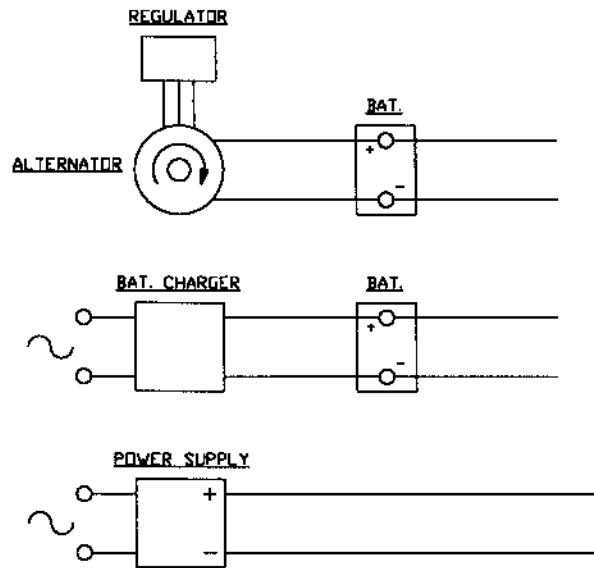 REGULATOR
BAT.
+
ALTERNATOR
-
BAT. CHARGER
BAT.
+
-
POWER SUPPLY
+
-